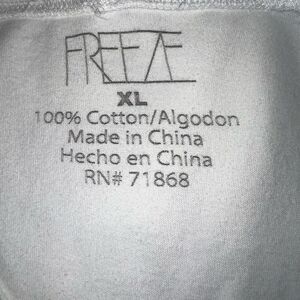 FREEZE
XL
100% Cotton/Algodon
Made in China
Hecho en China
RN# 71868